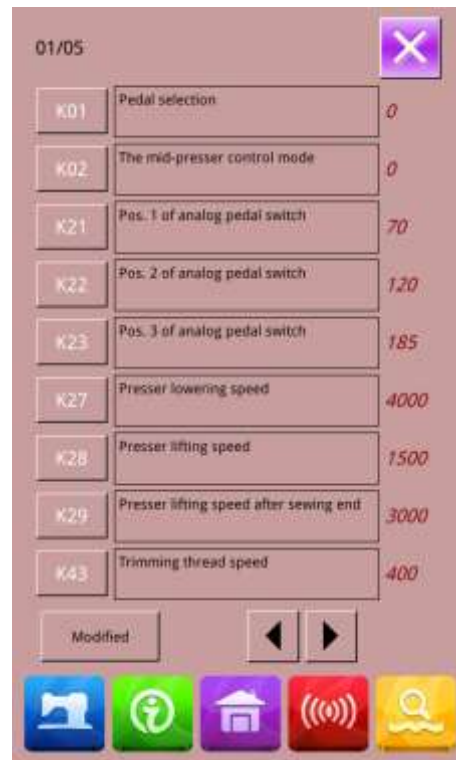 01/05
K01 Pedal selection 0
K02 The mid-presser control mode 0
K21 Pos. 1 of analog pedal switch 70
K22 Pos. 2 of analog pedal switch 120
K23 Pos. 3 of analog pedal switch 185
K27 Presser lowering speed 4000
K28 Presser lifting speed 1500
K29 Presser lifting speed after sewing end 3000
K43 Trimming thread speed 400
Modified